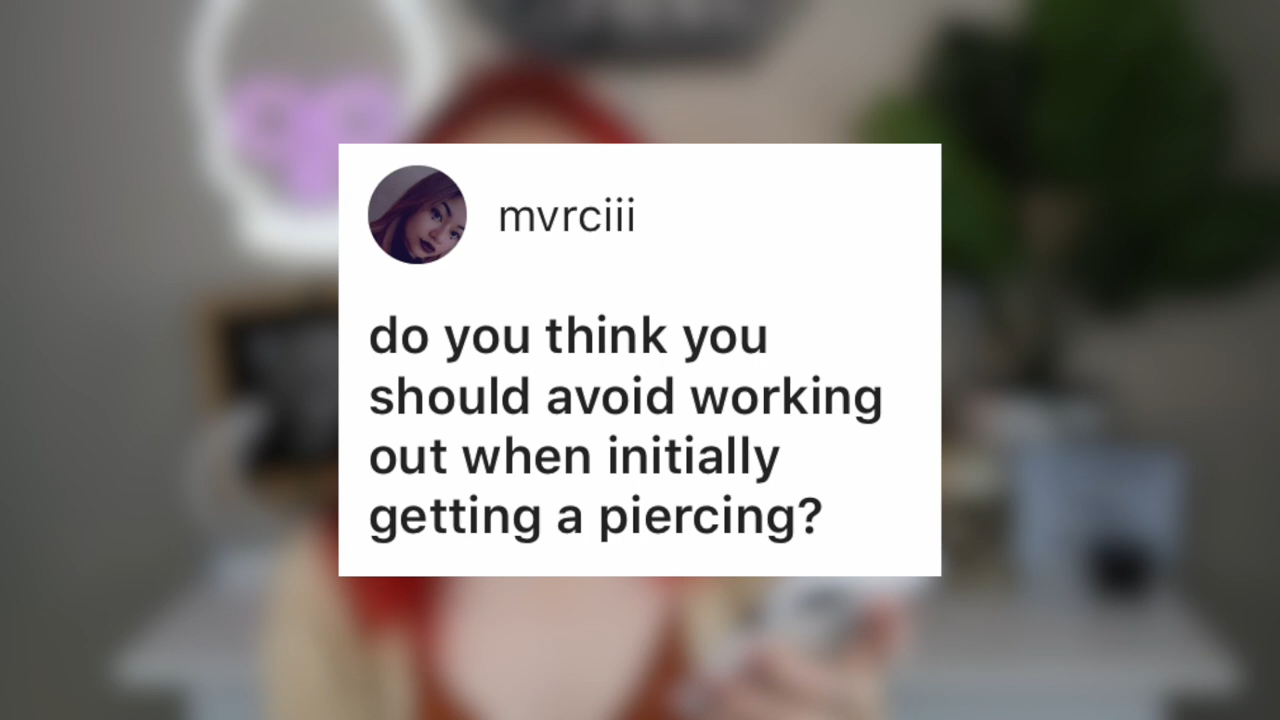 mvrciii
do you think you
should avoid working
out when initially
getting a piercing?